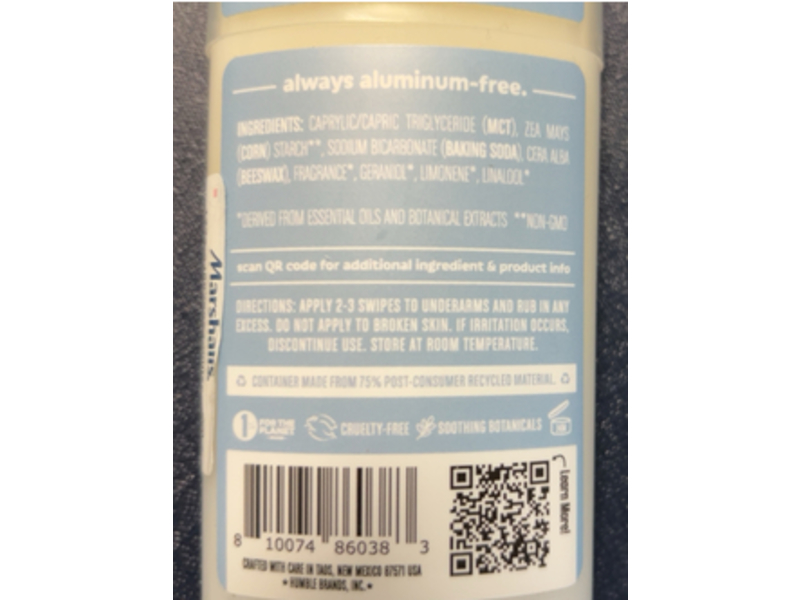 always aluminum-free.
INGREDIENTS: CAPRYLIC/CAPRIC TRIGLYCERIDE (MCT), ZEA MAYS
(CORN) STARCH**, SODIUM BICARBONATE (BAKING SODA), CERA ALBA
(BEESWAX), FRAGRANCE*, GERANIOL*, LIMONENE*, LINALOOL*
*DERIVED FROM ESSENTIAL OILS AND BOTANICAL EXTRACTS **NON-GMO
scan QR code for additional ingredient & product info
DIRECTIONS: APPLY 2-3 SWIPES TO UNDERARMS AND RUB IN ANY
EXCESS. DO NOT APPLY TO BROKEN SKIN. IF IRRITATION OCCURS,
DISCONTINUE USE. STORE AT ROOM TEMPERATURE.
CONTAINER MADE FROM 75% POST-CONSUMER RECYCLED MATERIAL.
1% FOR THE PLANET
CRUELTY-FREE
SOOTHING BOTANICALS
Learn More!
8 10074 86038 3
CRAFTED WITH CARE IN TAOS, NEW MEXICO 87571 USA
• HUMBLE BRANDS, INC. •
Marshalls